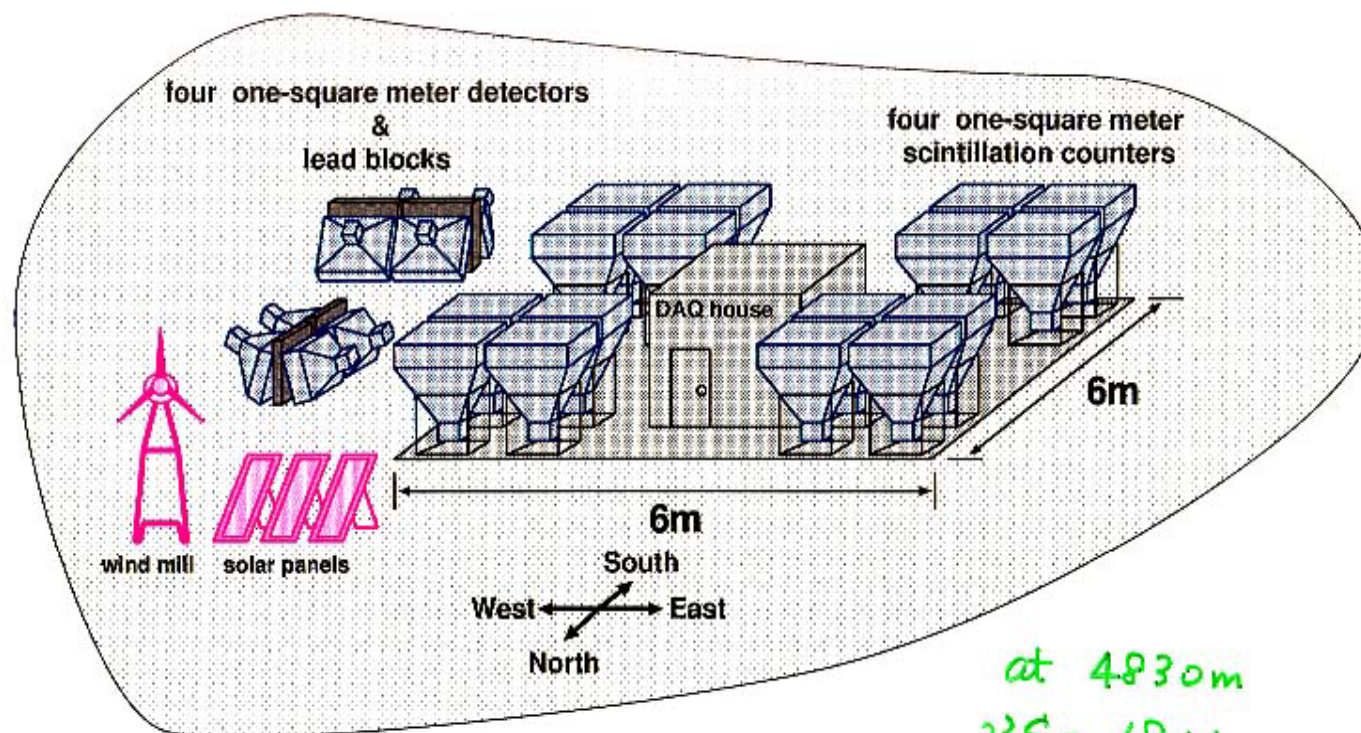 four one-square meter detectors
&
lead blocks
four one-square meter
scintillation counters
DAQ house
6m
6m
wind mill
solar panels
South
West
East
North
at 4830m